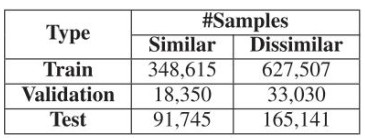 Type #Samples
Similar Dissimilar
Train 348,615 627,507
Validation 18,350 33,030
Test 91,745 165,141